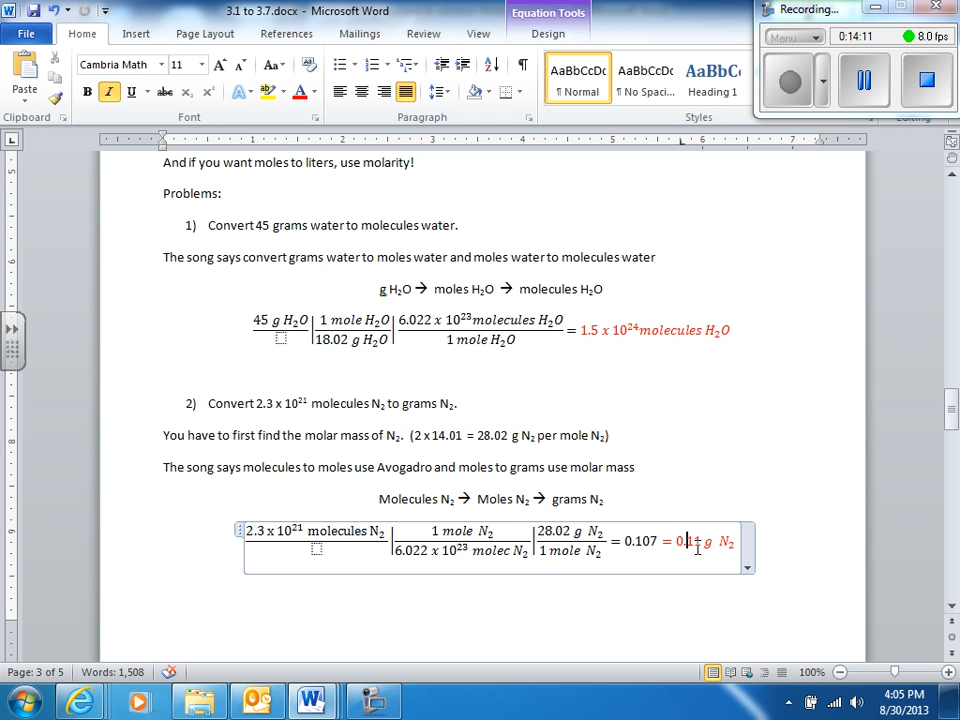 3.1 to 3.7.docx - Microsoft Word
Equation Tools
Recording...
File Home Insert Page Layout References Mailings Review View Design
Menu 0:14:11 8.0 fps
Paste
Cambria Math 11
AaBbCcDc AaBbCcDc AaBbC
¶ Normal ¶ No Spaci... Heading 1
B I U abc x₂ x² A ab A
Clipboard Font Paragraph Styles Editing
And if you want moles to liters, use molarity!
Problems:
1) Convert 45 grams water to molecules water.
The song says convert grams water to moles water and moles water to molecules water
g H₂O → moles H₂O → molecules H₂O
45 g H₂O | 1 mole H₂O | 6.022 x 10²³ molecules H₂O
18.02 g H₂O | 1 mole H₂O = 1.5 x 10²⁴ molecules H₂O
2) Convert 2.3 x 10²¹ molecules N₂ to grams N₂.
You have to first find the molar mass of N₂. (2 x 14.01 = 28.02 g N₂ per mole N₂)
The song says molecules to moles use Avogadro and moles to grams use molar mass
Molecules N₂ → Moles N₂ → grams N₂
2.3 x 10²¹ molecules N₂ | 1 mole N₂ | 28.02 g N₂
6.022 x 10²³ molec N₂ | 1 mole N₂ = 0.107 = 0.11 g N₂
Page: 3 of 5 Words: 1,508 100%
4:05 PM
8/30/2013